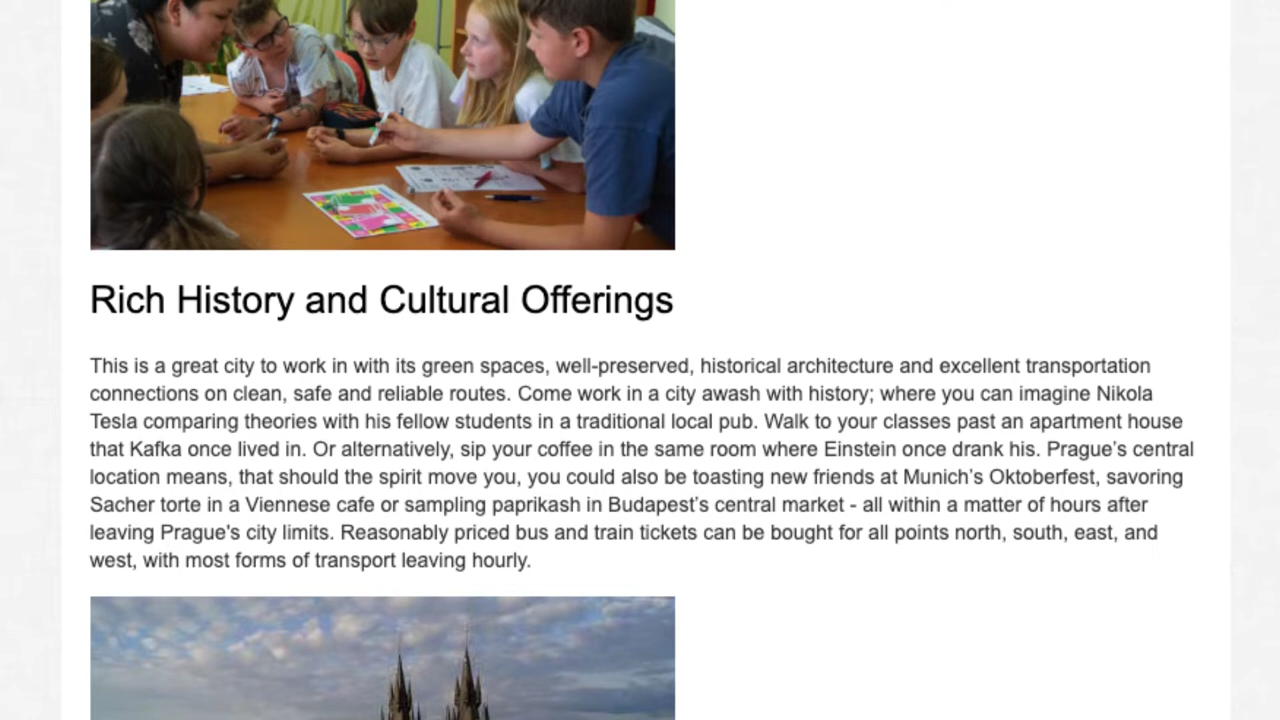 Rich History and Cultural Offerings
This is a great city to work in with its green spaces, well-preserved, historical architecture and excellent transportation
connections on clean, safe and reliable routes. Come work in a city awash with history; where you can imagine Nikola
Tesla comparing theories with his fellow students in a traditional local pub. Walk to your classes past an apartment house
that Kafka once lived in. Or alternatively, sip your coffee in the same room where Einstein once drank his. Prague’s central
location means, that should the spirit move you, you could also be toasting new friends at Munich’s Oktoberfest, savoring
Sacher torte in a Viennese cafe or sampling paprikash in Budapest’s central market - all within a matter of hours after
leaving Prague's city limits. Reasonably priced bus and train tickets can be bought for all points north, south, east, and
west, with most forms of transport leaving hourly.